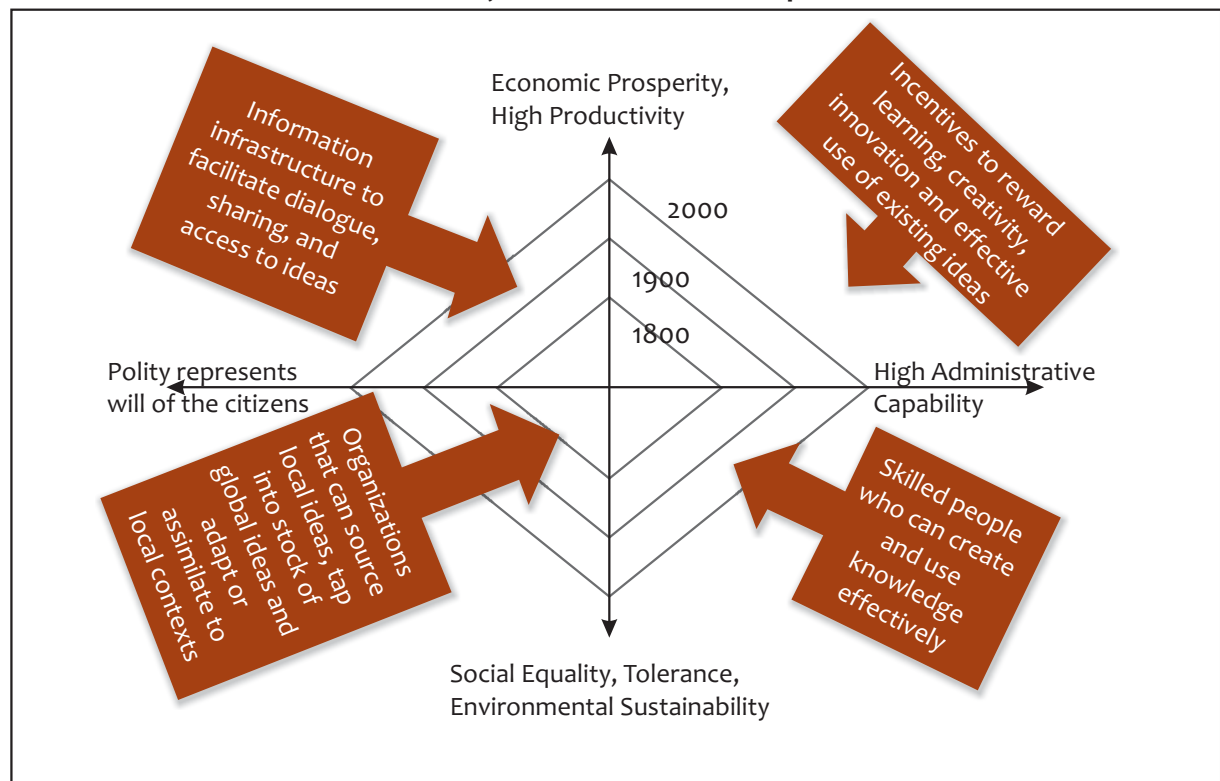 Information
infrastructure to
facilitate dialogue,
sharing, and
access to ideas
Economic Prosperity,
High Productivity
Incentives to reward
learning, creativity,
innovation and effective
use of existing ideas
2000
1900
1800
Polity represents
will of the citizens
High Administrative
Capability
Organizations
that can source
local ideas, tap
into stock of
global ideas and
adapt or
assimilate to
local contexts
Skilled people
who can create
and use
knowledge
effectively
Social Equality, Tolerance,
Environmental Sustainability